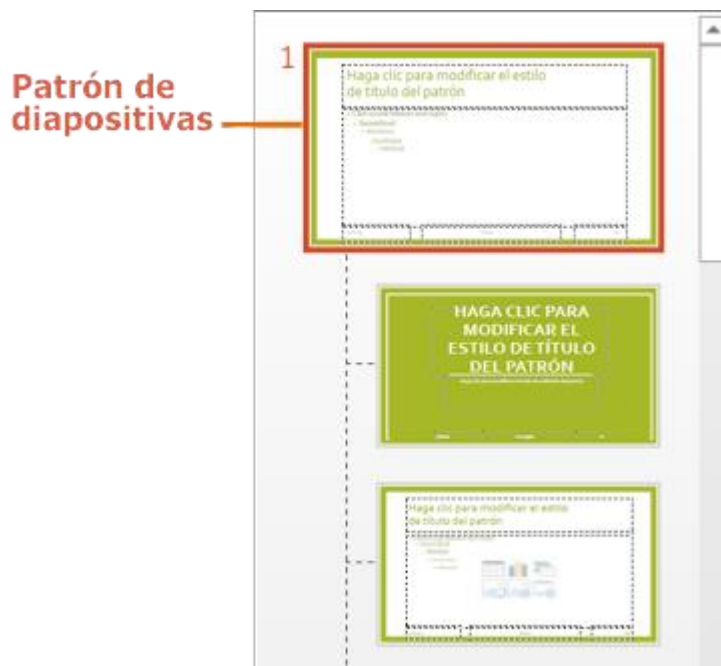 1
Patrón de
diapositivas
Haga clic para modificar el estilo
de título del patrón
HAGA CLIC PARA
MODIFICAR EL
ESTILO DE TÍTULO
DEL PATRÓN
Haga clic para modificar el estilo
de título del patrón